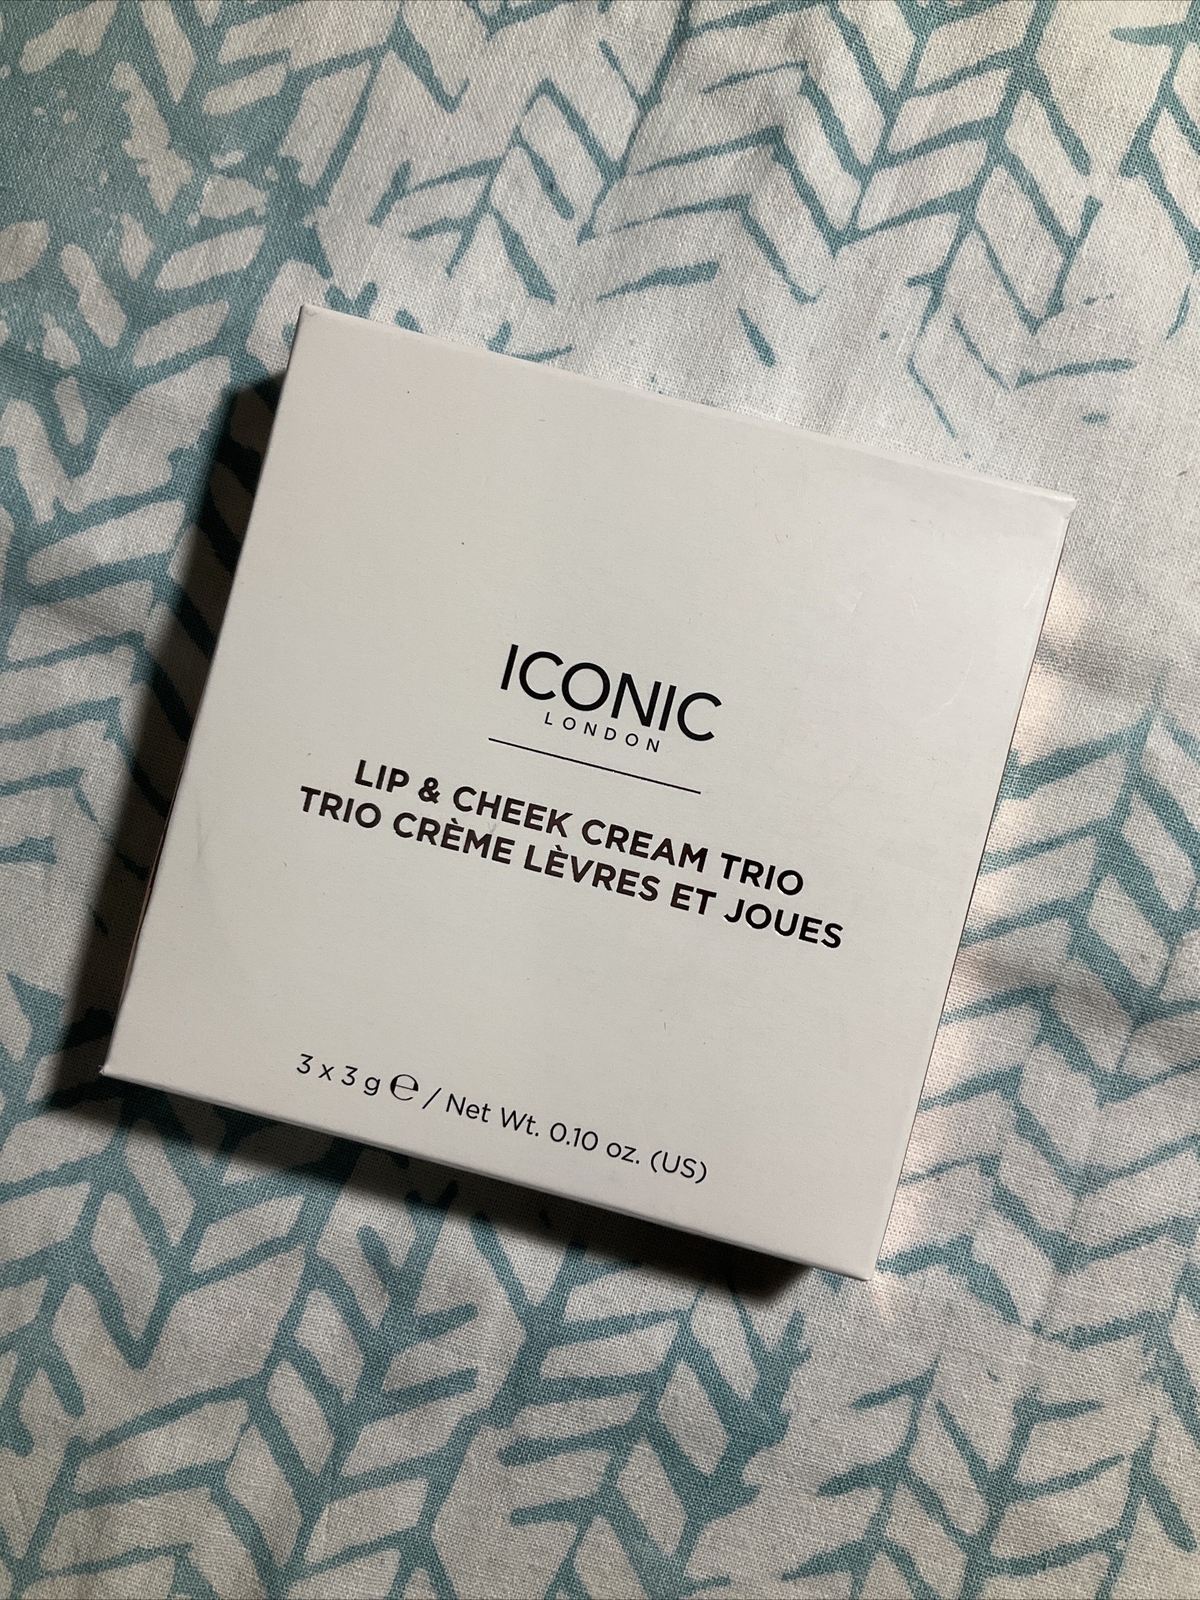 ICONIC
LONDON
LIP & CHEEK CREAM TRIO
TRIO CRÈME LÈVRES ET JOUES
3 x 3 g ℮ / Net Wt. 0.10 oz. (US)